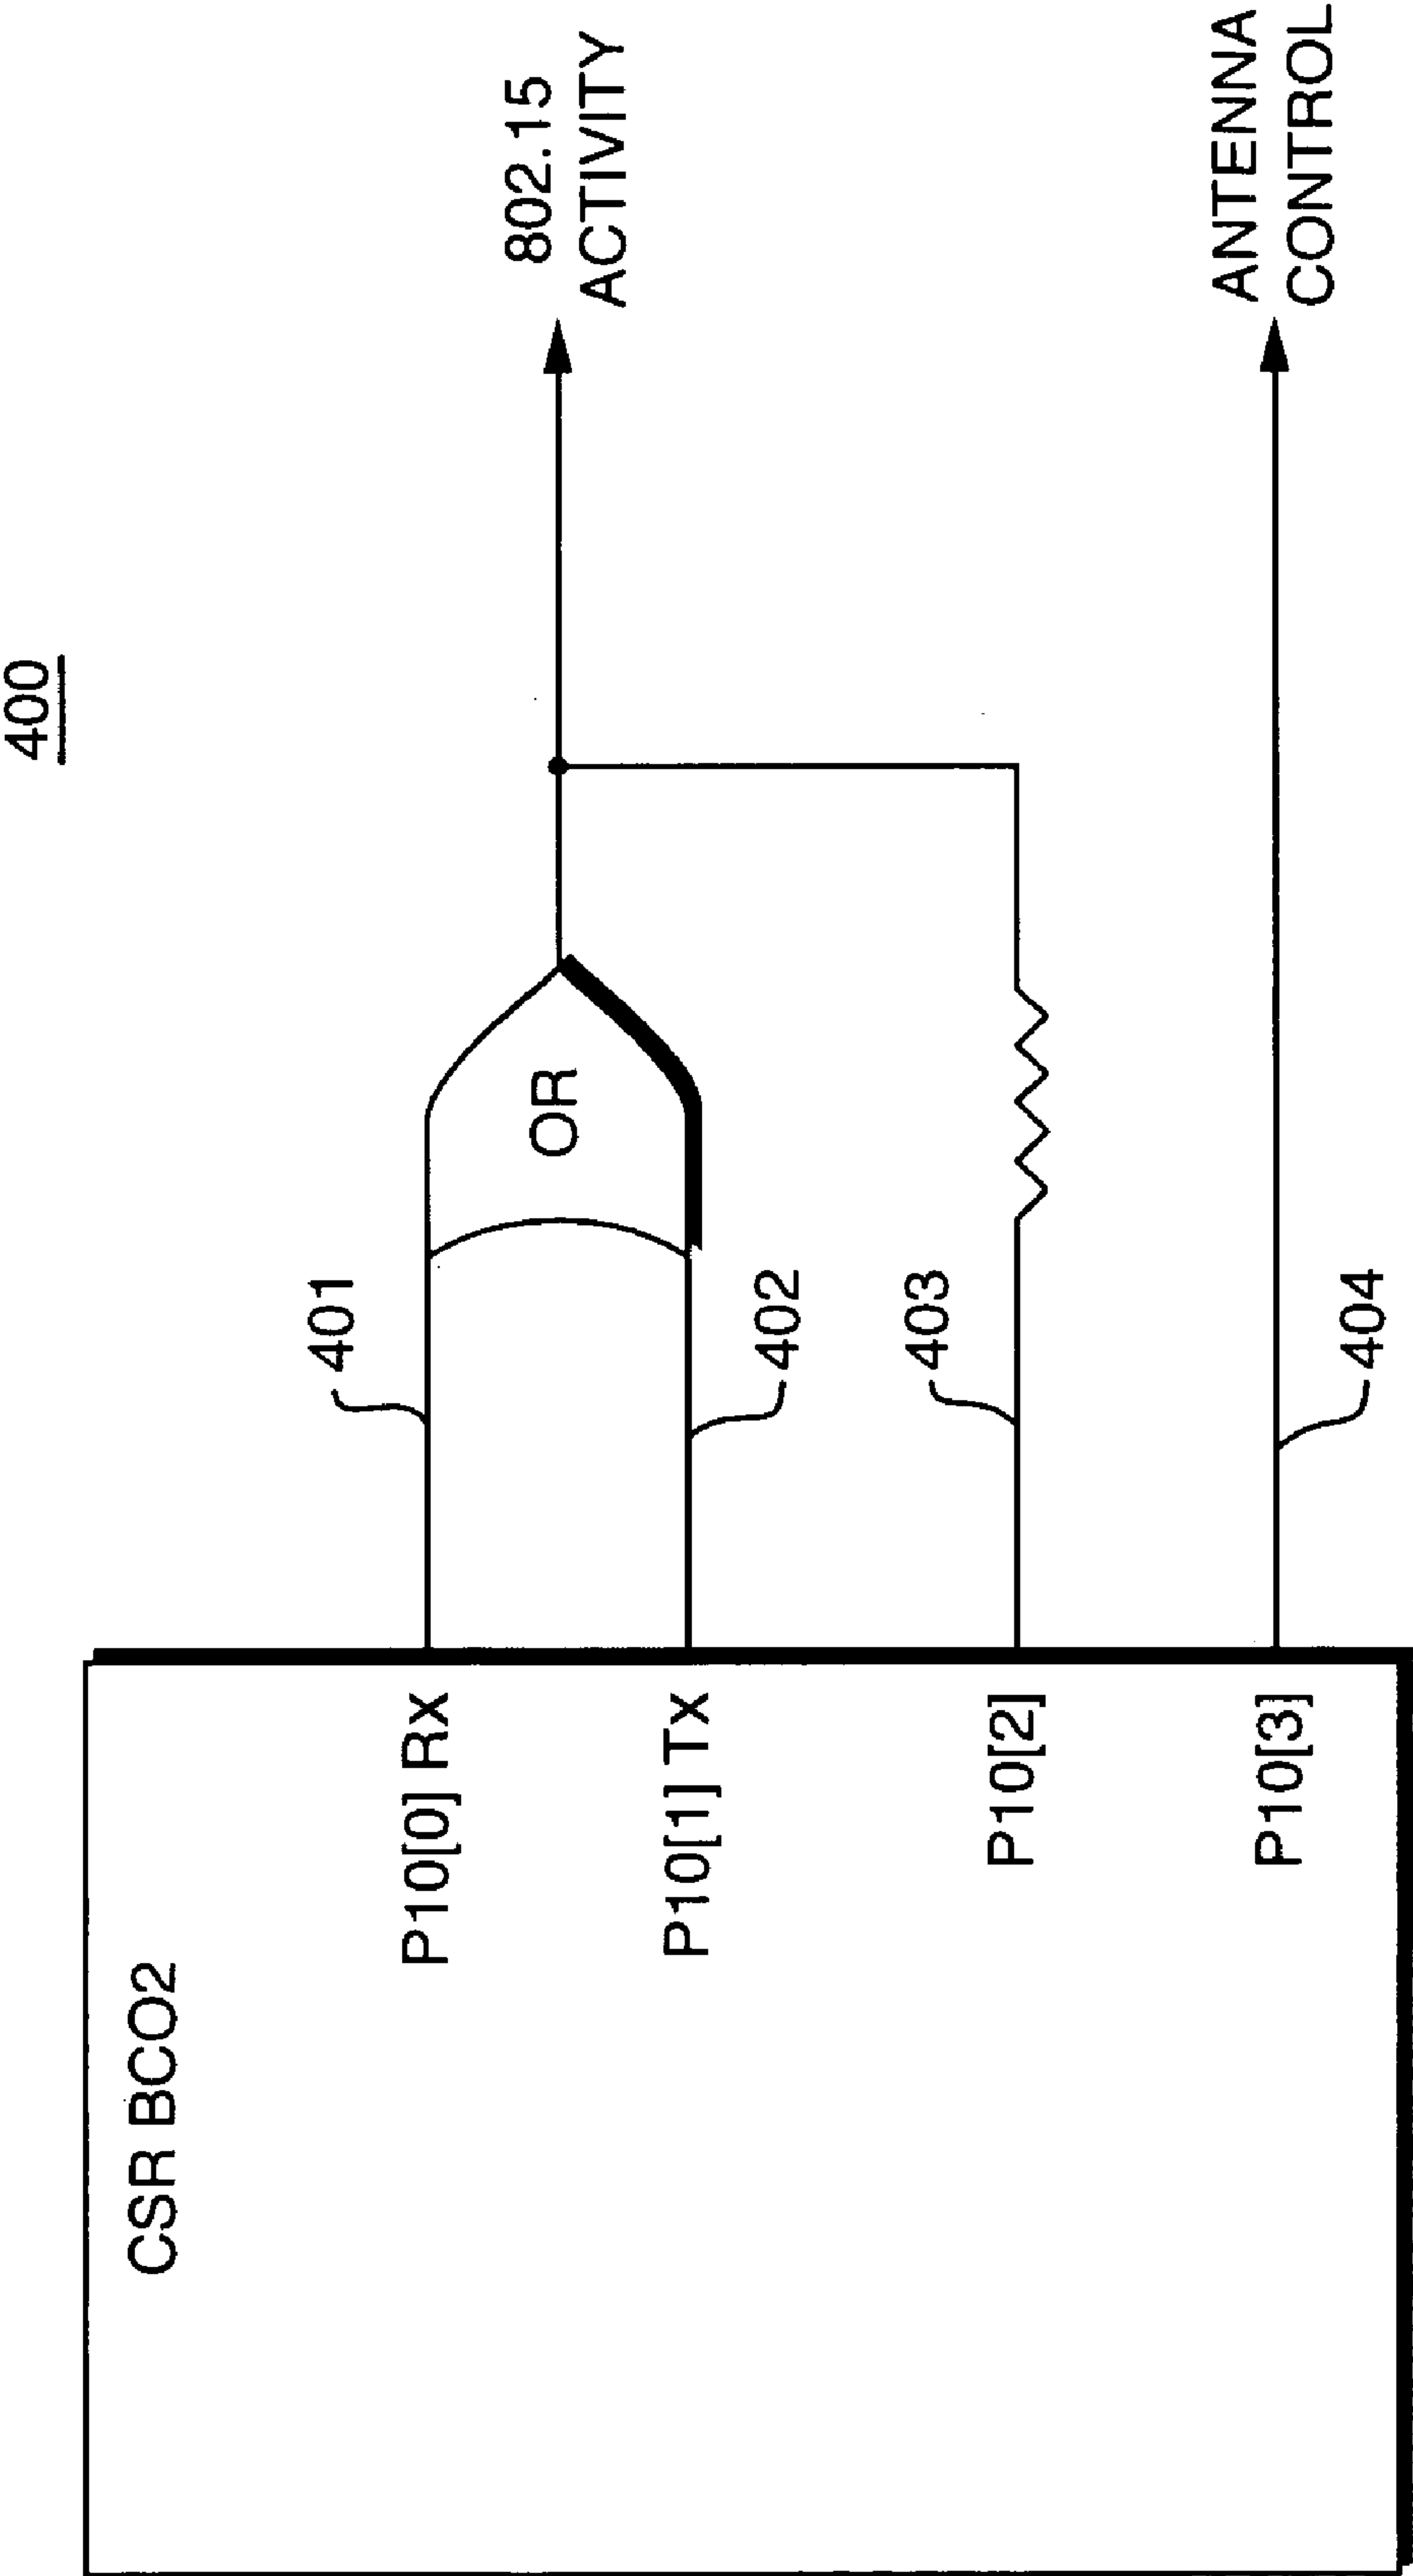 400
CSR BCO2
P10[0] Rx
P10[1] Tx
P10[2]
P10[3]
401
402
403
404
OR
802.15
ACTIVITY
ANTENNA
CONTROL